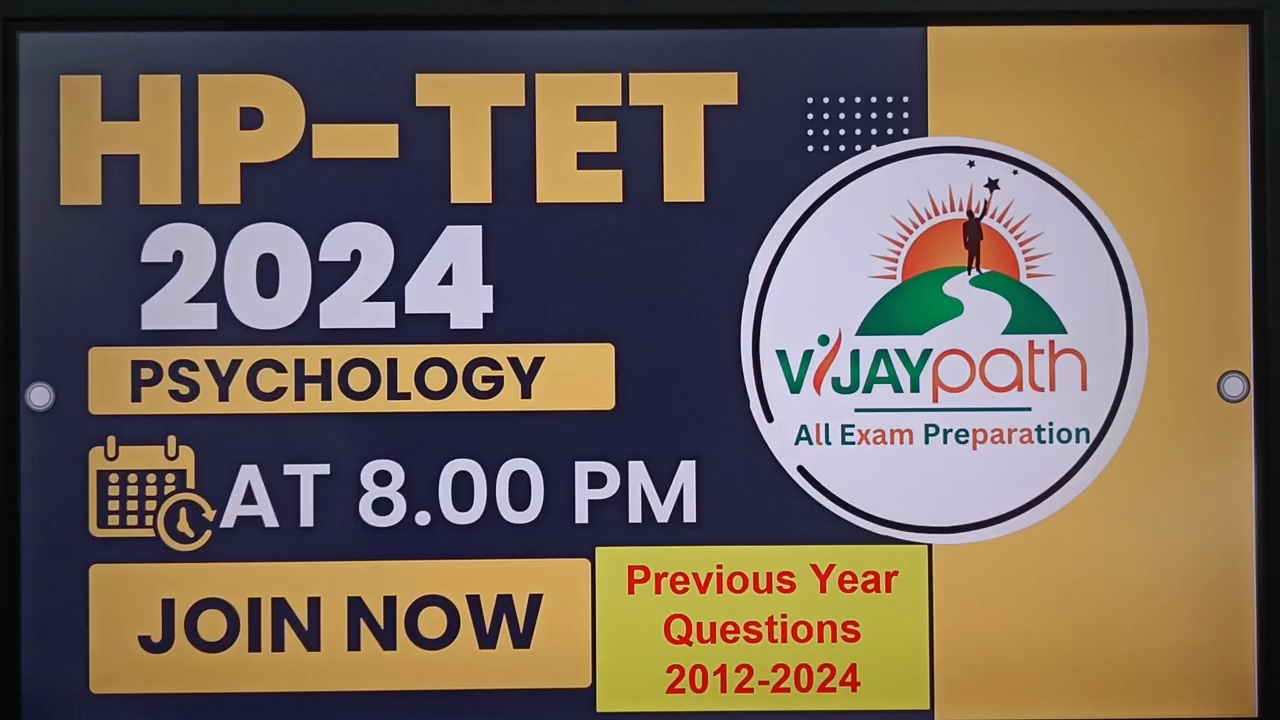 HP-TET
2024
PSYCHOLOGY
AT 8.00 PM
JOIN NOW
Previous Year
Questions
2012-2024
VIJAYpath
All Exam Preparation